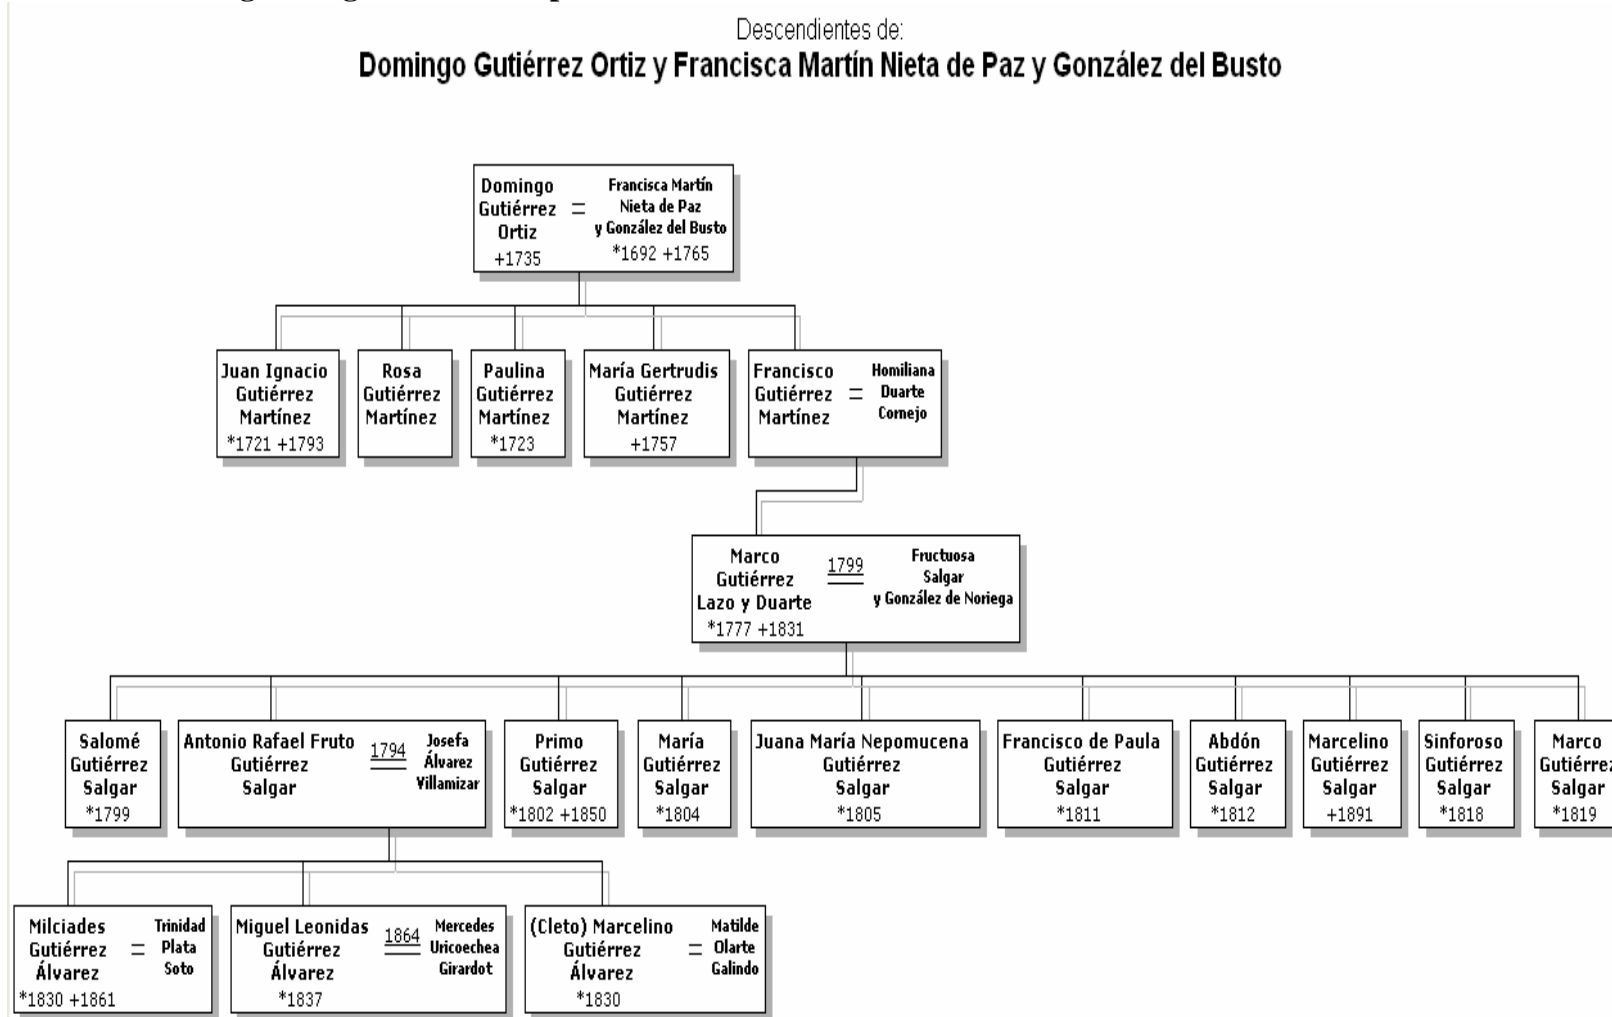 Descendientes de:
Domingo Gutiérrez Ortiz y Francisca Martín Nieta de Paz y González del Busto
Domingo
Gutiérrez
Ortiz
+1735
=
Francisca Martín
Nieta de Paz
y González del Busto
*1692 +1765
Juan Ignacio
Gutiérrez
Martínez
*1721 +1793
Rosa
Gutiérrez
Martínez
Paulina
Gutiérrez
Martínez
*1723
María Gertrudis
Gutiérrez
Martínez
+1757
Francisco
Gutiérrez
Martínez
=
Homiliana
Duarte
Cornejo
Marco
Gutiérrez
Lazo y Duarte
*1777 +1831
1799
Fructuosa
Salgar
y González de Noriega
Salomé
Gutiérrez
Salgar
*1799
Antonio Rafael Fruto
Gutiérrez
Salgar
1794
Josefa
Álvarez
Villamizar
Primo
Gutiérrez
Salgar
*1802 +1850
María
Gutiérrez
Salgar
*1804
Juana María Nepomucena
Gutiérrez
Salgar
*1805
Francisco de Paula
Gutiérrez
Salgar
*1811
Abdón
Gutiérrez
Salgar
*1812
Marcelino
Gutiérrez
Salgar
+1891
Sinforoso
Gutiérrez
Salgar
*1818
Marco
Gutiérrez
Salgar
*1819
Milciades
Gutiérrez
Álvarez
*1830 +1861
=
Trinidad
Plata
Soto
Miguel Leonidas
Gutiérrez
Álvarez
*1837
1864
Mercedes
Uricoechea
Girardot
(Cleto) Marcelino
Gutiérrez
Álvarez
*1830
=
Matilde
Olarte
Galindo